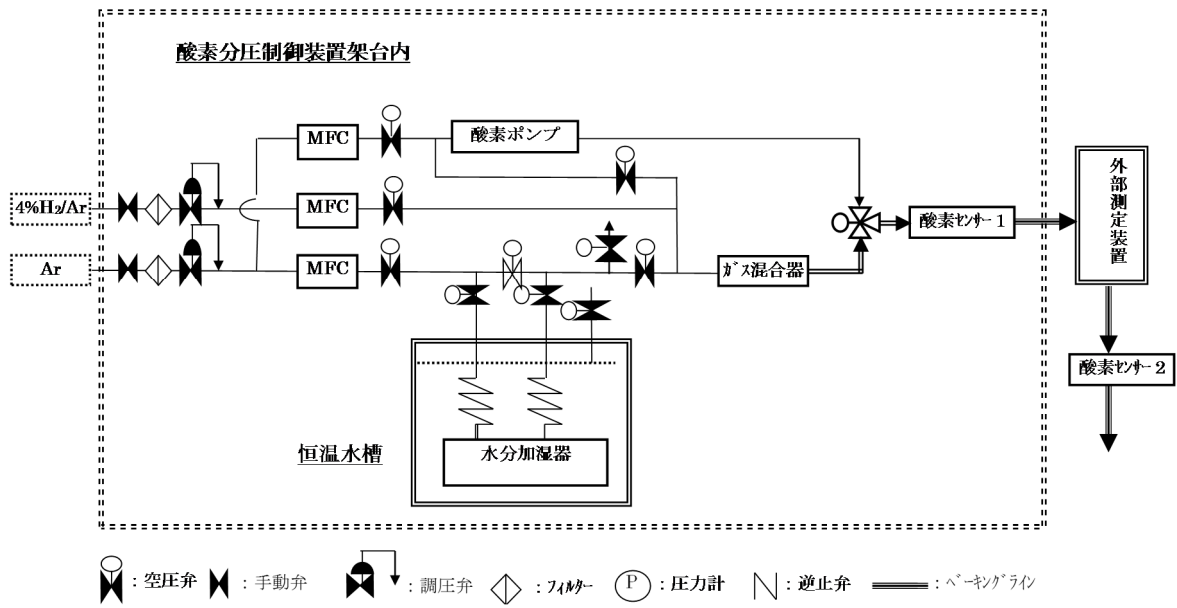 酸素分圧制御装置架台内
MFC
酸素ポンプ
外部測定装置
4%H₂/Ar
MFC
酸素ｾﾝｻｰ 1
Ar
MFC
ｶﾞｽ混合器
酸素ｾﾝｻｰ 2
恒温水槽
水分加湿器
：空圧弁
：手動弁
：調圧弁
：ﾌｨﾙﾀｰ
P
：圧力計
：逆止弁
：ﾍﾞｰｷﾝｸﾞﾗｲﾝ